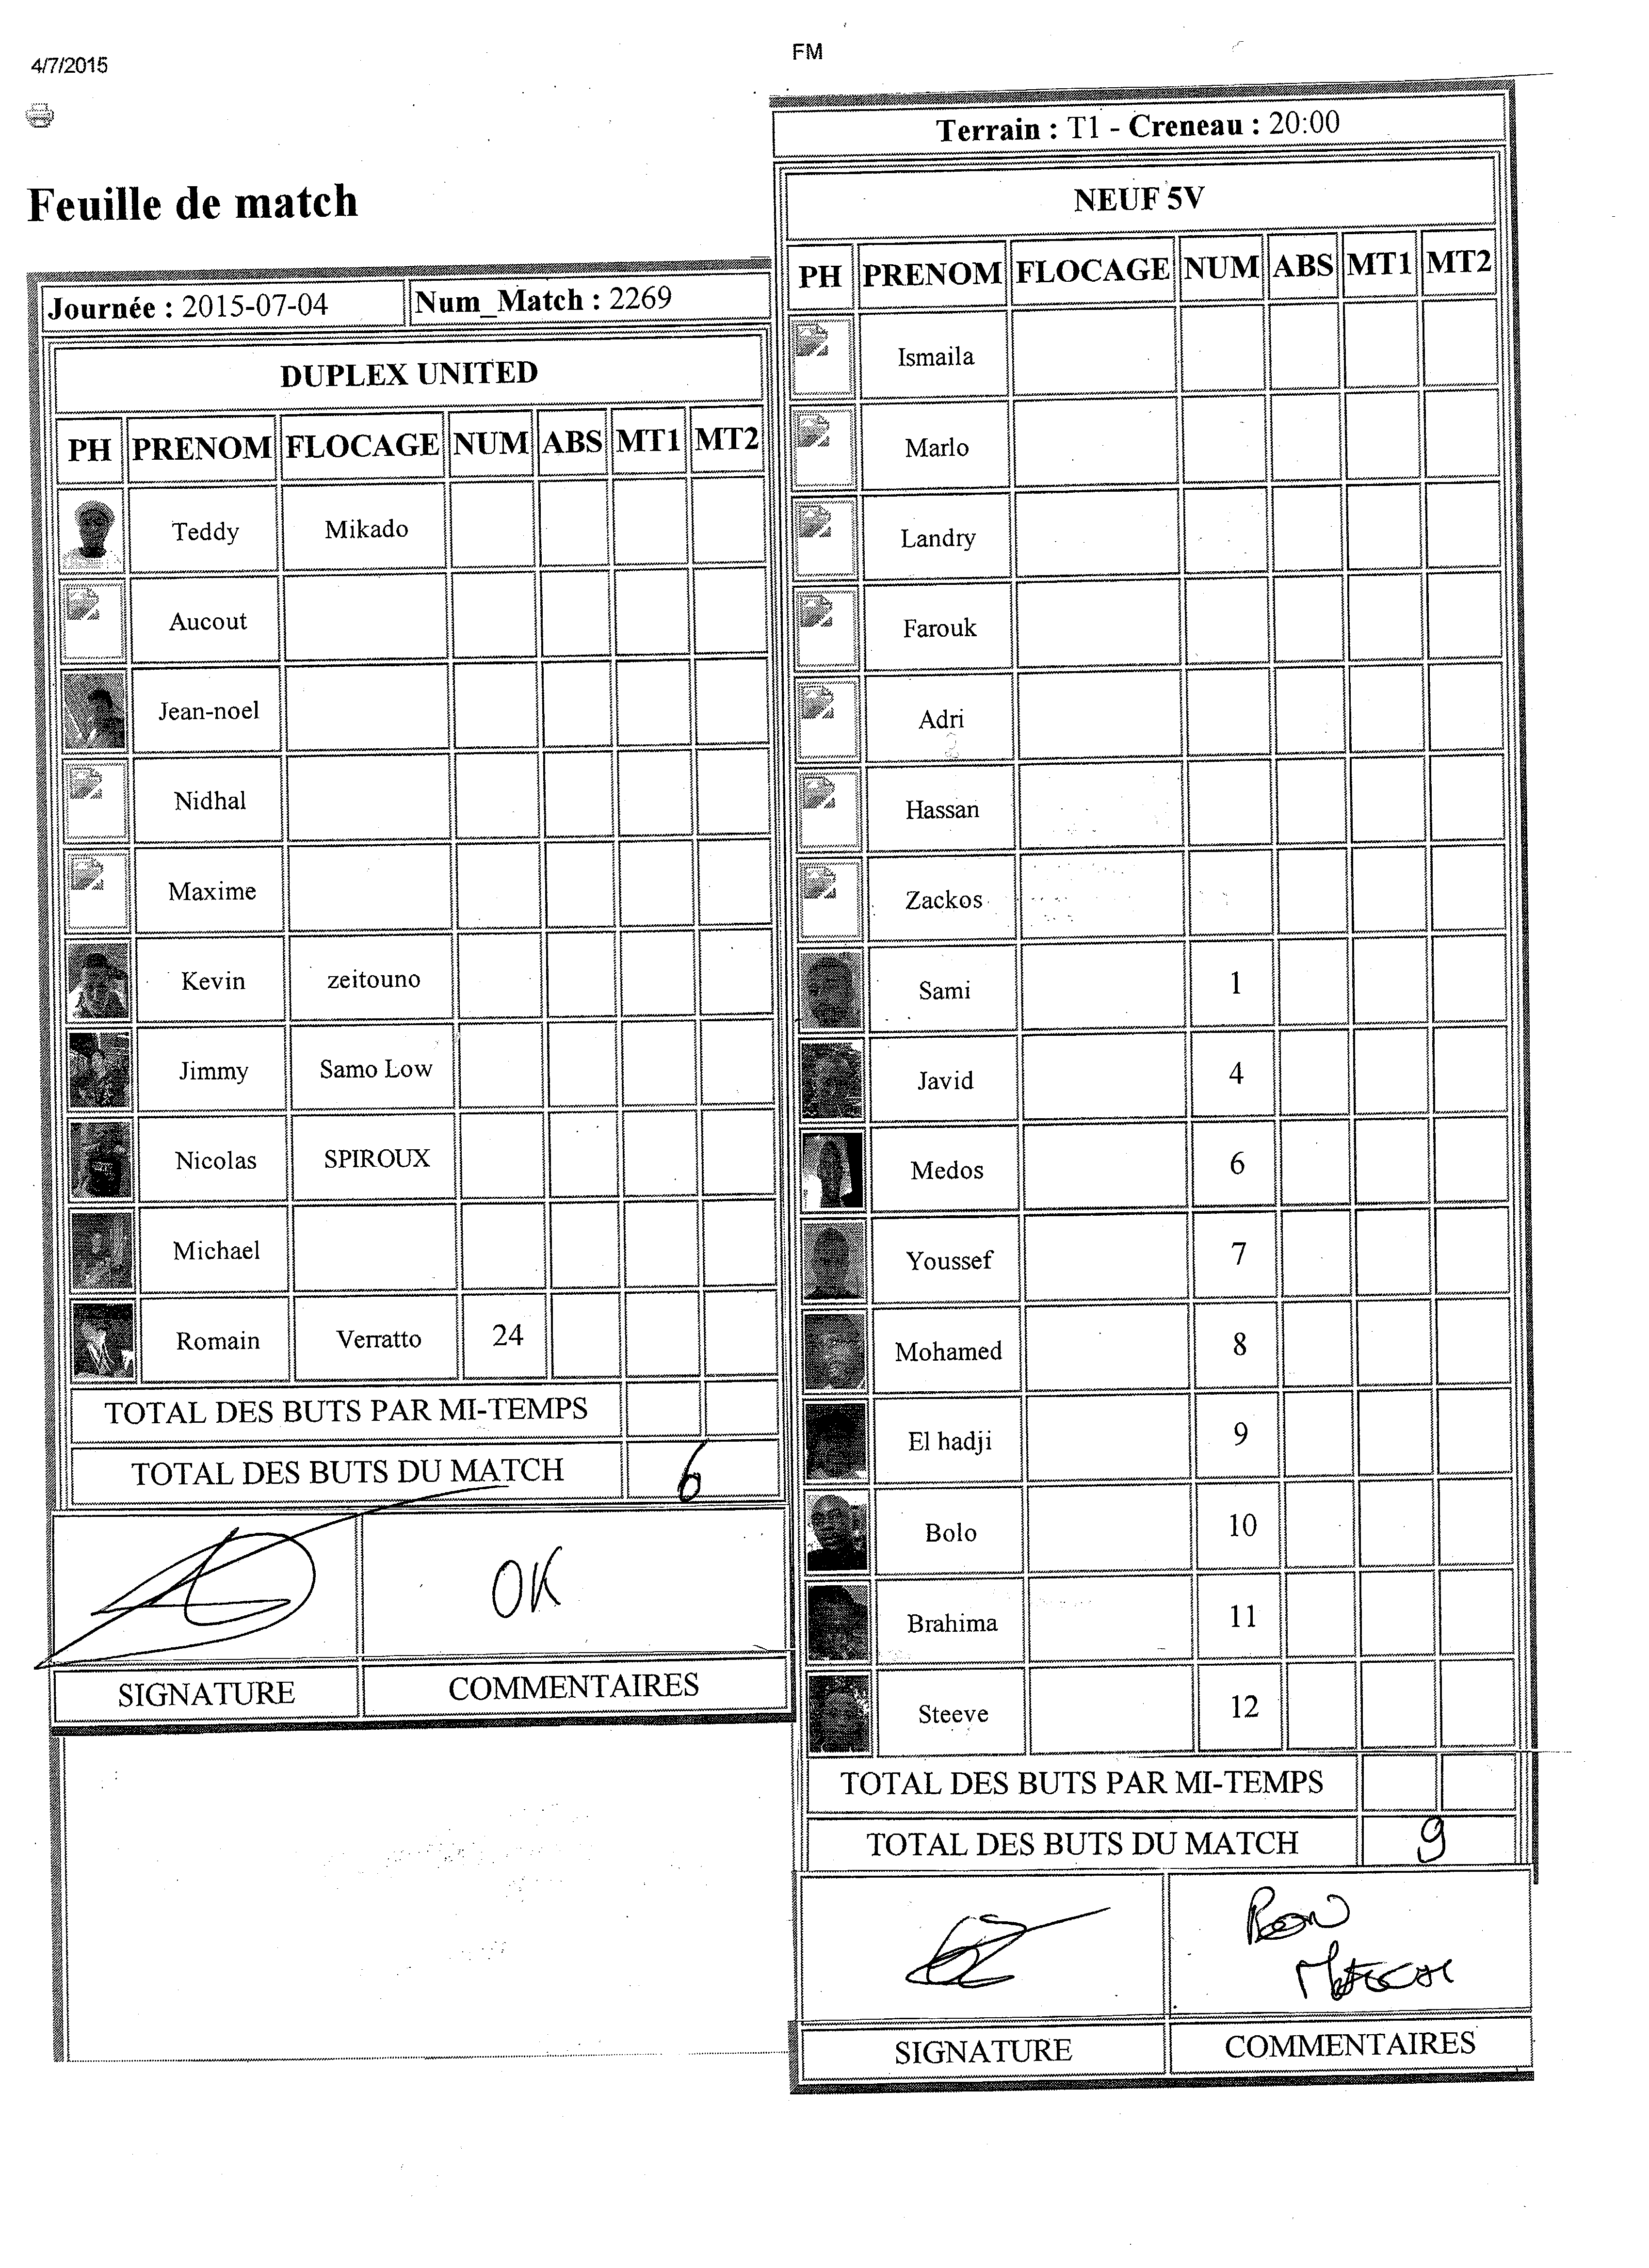 4/7/2015
FM
Feuille de match
Journée : 2015-07-04 Num_Match : 2269
DUPLEX UNITED
PH PRENOM FLOCAGE NUM ABS MT1 MT2
Teddy Mikado
Aucout
Jean-noel
Nidhal
Maxime
Kevin zeitouno
Jimmy Samo Low
Nicolas SPIROUX
Michael
Romain Verratto 24
TOTAL DES BUTS PAR MI-TEMPS
TOTAL DES BUTS DU MATCH 6
OK
SIGNATURE COMMENTAIRES
Terrain : T1 - Creneau : 20:00
NEUF 5V
PH PRENOM FLOCAGE NUM ABS MT1 MT2
Ismaila
Marlo
Landry
Farouk
Adri
Hassan
Zackos
Sami 1
Javid 4
Medos 6
Youssef 7
Mohamed 8
El hadji 9
Bolo 10
Brahima 11
Steeve 12
TOTAL DES BUTS PAR MI-TEMPS
TOTAL DES BUTS DU MATCH 9
Bon
SIGNATURE COMMENTAIRES